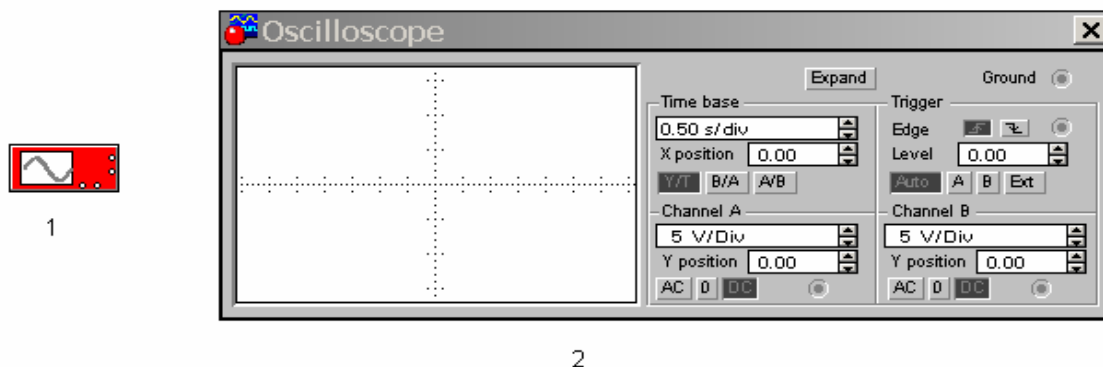 Oscilloscope
Expand Ground
Time base
0.50 s/div
X position 0.00
Y/T B/A A/B
Trigger
Edge
Level 0.00
Auto A B Ext
Channel A
5 V/Div
Y position 0.00
AC 0 DC
Channel B
5 V/Div
Y position 0.00
AC 0 DC
1
2